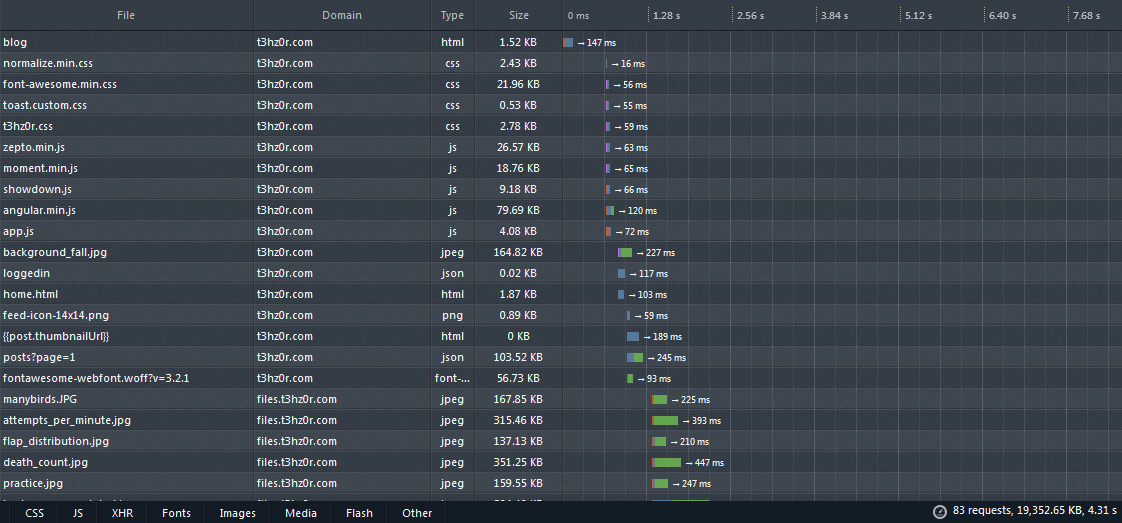 File Domain Type Size 0 ms 1.28 s 2.56 s 3.84 s 5.12 s 6.40 s 7.68 s
blog t3hz0r.com html 1.52 KB → 147 ms
normalize.min.css t3hz0r.com css 2.43 KB → 16 ms
font-awesome.min.css t3hz0r.com css 21.96 KB → 56 ms
toast.custom.css t3hz0r.com css 0.53 KB → 55 ms
t3hz0r.css t3hz0r.com css 2.78 KB → 59 ms
zepto.min.js t3hz0r.com js 26.57 KB → 63 ms
moment.min.js t3hz0r.com js 18.76 KB → 65 ms
showdown.js t3hz0r.com js 9.18 KB → 66 ms
angular.min.js t3hz0r.com js 79.69 KB → 120 ms
app.js t3hz0r.com js 4.08 KB → 72 ms
background_fall.jpg t3hz0r.com jpeg 164.82 KB → 227 ms
loggedin t3hz0r.com json 0.02 KB → 117 ms
home.html t3hz0r.com html 1.87 KB → 103 ms
feed-icon-14x14.png t3hz0r.com png 0.89 KB → 59 ms
{{post.thumbnailUrl}} t3hz0r.com html 0 KB → 189 ms
posts?page=1 t3hz0r.com json 103.52 KB → 245 ms
fontawesome-webfont.woff?v=3.2.1 t3hz0r.com font-... 56.73 KB → 93 ms
manybirds.JPG files.t3hz0r.com jpeg 167.85 KB → 225 ms
attempts_per_minute.jpg files.t3hz0r.com jpeg 315.46 KB → 393 ms
flap_distribution.jpg files.t3hz0r.com jpeg 137.13 KB → 210 ms
death_count.jpg files.t3hz0r.com jpeg 351.25 KB → 447 ms
practice.jpg files.t3hz0r.com jpeg 159.55 KB → 247 ms
CSS JS XHR Fonts Images Media Flash Other 83 requests, 19,352.65 KB, 4.31 s